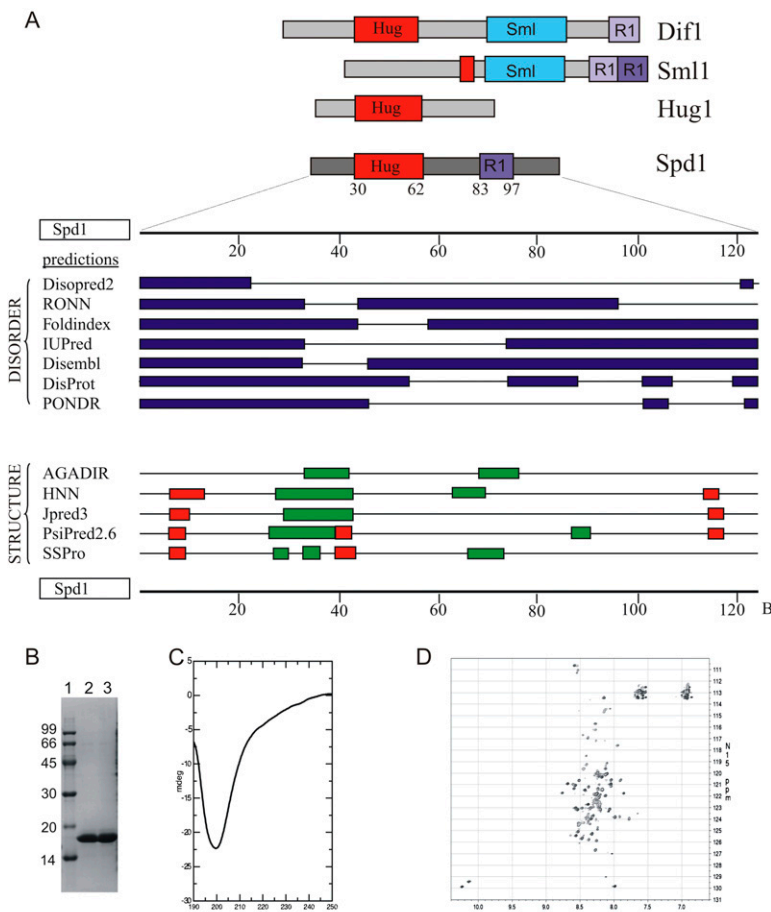 A
Hug Sml R1 Dif1
Sml R1 R1 Sml1
Hug Hug1
Hug R1 Spd1
30 62 83 97
Spd1
20 40 60 80 100 120
predictions
DISORDER
Disopred2
RONN
Foldindex
IUPred
Disembl
DisProt
PONDR
STRUCTURE
AGADIR
HNN
Jpred3
PsiPred2.6
SSPro
Spd1
20 40 60 80 100 120 B
B
1 2 3
99
66
45
30
20
14
C
5
0
-5
-10
-15
-20
-25
-30
mdeg
190 200 210 220 230 240 250
D
111
112
113
114
115
116
117
118
119
120
121
122
123
124
125
126
127
128
129
130
131
N15 ppm
10.0 9.5 9.0 8.5 8.0 7.5 7.0